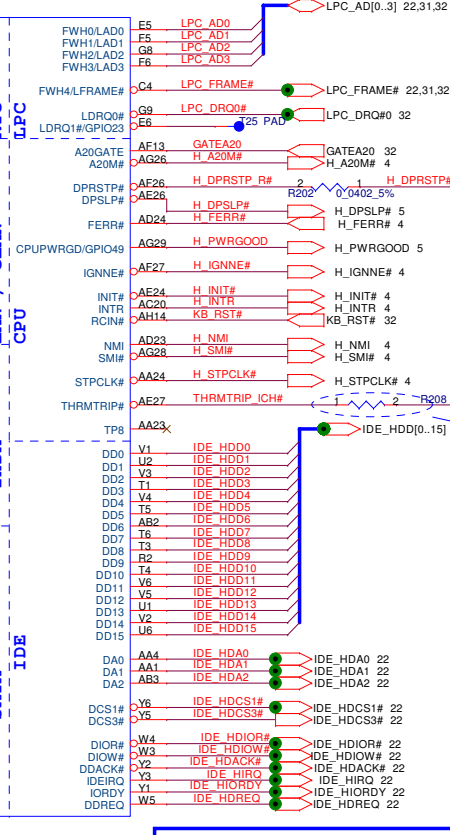 LPC_AD[0..3] 22,31,32
FWH0/LAD0 E5 LPC_AD0
FWH1/LAD1 F5 LPC_AD1
FWH2/LAD2 G8 LPC_AD2
FWH3/LAD3 F6 LPC_AD3
FWH4/LFRAME# C4 LPC_FRAME# LPC_FRAME# 22,31,32
LDRQ0# G9 LPC_DRQ0# LPC_DRQ#0 32
LDRQ1#/GPIO23 E6 T25 PAD
LPC
A20GATE AF13 GATEA20 GATEA20 32
A20M# AG26 H_A20M# H_A20M# 4
DPRSTP# AF26 H_DPRSTP_R# 2 1 H_DPRSTP#
R202 0_0402_5%
DPSLP# AE26 H_DPSLP# H_DPSLP# 5
FERR# AD24 H_FERR# H_FERR# 4
CPUPWRGD/GPIO49 AG29 H_PWRGOOD H_PWRGOOD 5
IGNNE# AF27 H_IGNNE# H_IGNNE# 4
INIT# AE24 H_INIT# H_INIT# 4
INTR AC20 H_INTR H_INTR 4
RCIN# AH14 KB_RST# KB_RST# 32
CPU
NMI AD23 H_NMI H_NMI 4
SMI# AG28 H_SMI# H_SMI# 4
STPCLK# AA24 H_STPCLK# H_STPCLK# 4
THRMTRIP# AE27 THRMTRIP_ICH# 1 2 R208
TP8 AA23
IDE_HDD[0..15]
DD0 V1 IDE_HDD0
DD1 U2 IDE_HDD1
DD2 V3 IDE_HDD2
DD3 T1 IDE_HDD3
DD4 V4 IDE_HDD4
DD5 T5 IDE_HDD5
DD6 AB2 IDE_HDD6
DD7 T6 IDE_HDD7
DD8 T3 IDE_HDD8
DD9 R2 IDE_HDD9
DD10 T4 IDE_HDD10
DD11 V6 IDE_HDD11
DD12 V5 IDE_HDD12
DD13 U1 IDE_HDD13
DD14 V2 IDE_HDD14
DD15 U6 IDE_HDD15
IDE
DA0 AA4 IDE_HDA0 IDE_HDA0 22
DA1 AA1 IDE_HDA1 IDE_HDA1 22
DA2 AB3 IDE_HDA2 IDE_HDA2 22
DCS1# Y6 IDE_HDCS1# IDE_HDCS1# 22
DCS3# Y5 IDE_HDCS3# IDE_HDCS3# 22
DIOR# W4 IDE_HDIOR# IDE_HDIOR# 22
DIOW# W3 IDE_HDIOW# IDE_HDIOW# 22
DDACK# Y2 IDE_HDACK# IDE_HDACK# 22
IDEIRQ Y3 IDE_HIRQ IDE_HIRQ 22
IORDY Y1 IDE_HIORDY IDE_HIORDY 22
DDREQ W5 IDE_HDREQ IDE_HDREQ 22